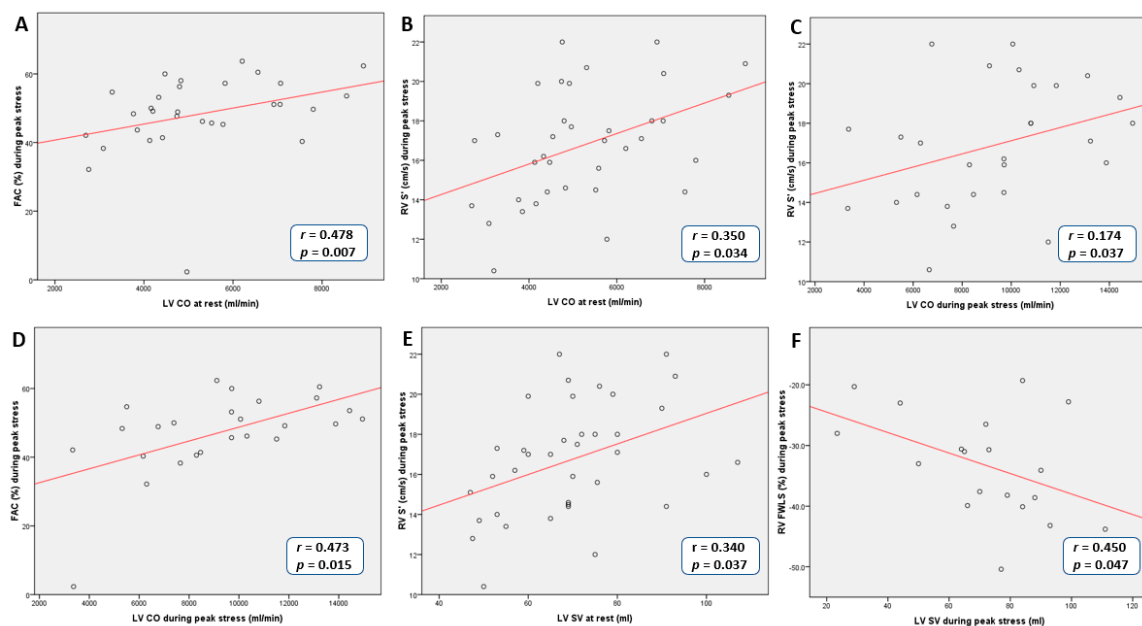 A
FAC (%) during peak stress
60
40
20
0
2000 4000 6000 8000
LV CO at rest (ml/min)
r = 0.478
p = 0.007
B
RV S' (cm/s) during peak stress
22
20
18
16
14
12
10
2000 4000 6000 8000
LV CO at rest (ml/min)
r = 0.350
p = 0.034
C
RV S' (cm/s) during peak stress
22
20
18
16
14
12
10
2000 4000 6000 8000 10000 12000 14000
LV CO during peak stress (ml/min)
r = 0.174
p = 0.037
D
FAC (%) during peak stress
60
40
20
0
2000 4000 6000 8000 10000 12000 14000
LV CO during peak stress (ml/min)
r = 0.473
p = 0.015
E
RV S' (cm/s) during peak stress
22
20
18
16
14
12
10
40 60 80 100
LV SV at rest (ml)
r = 0.340
p = 0.037
F
RV FWLS (%) during peak stress
-20.0
-30.0
-40.0
-50.0
20 40 60 80 100 120
LV SV during peak stress (ml)
r = 0.450
p = 0.047